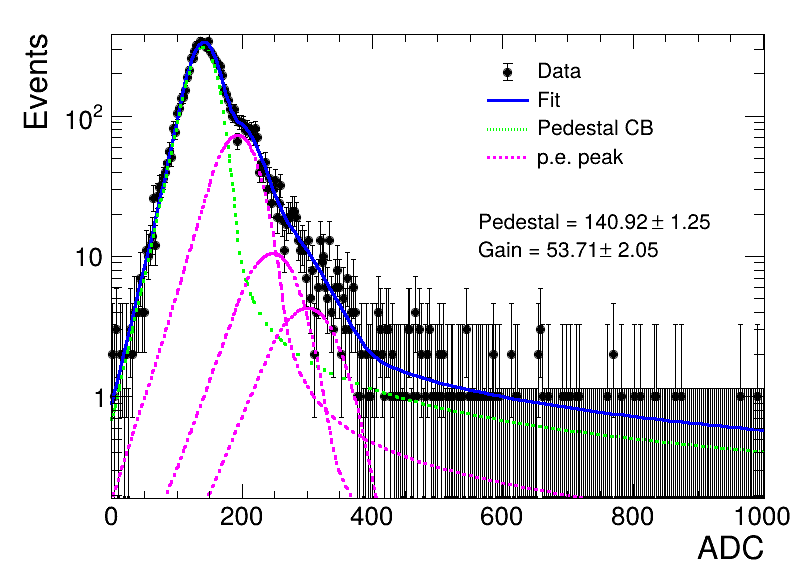 Events
Data
Fit
Pedestal CB
p.e. peak
Pedestal = 140.92 ± 1.25
Gain = 53.71 ± 2.05
10²
10
1
0 200 400 600 800 1000
ADC